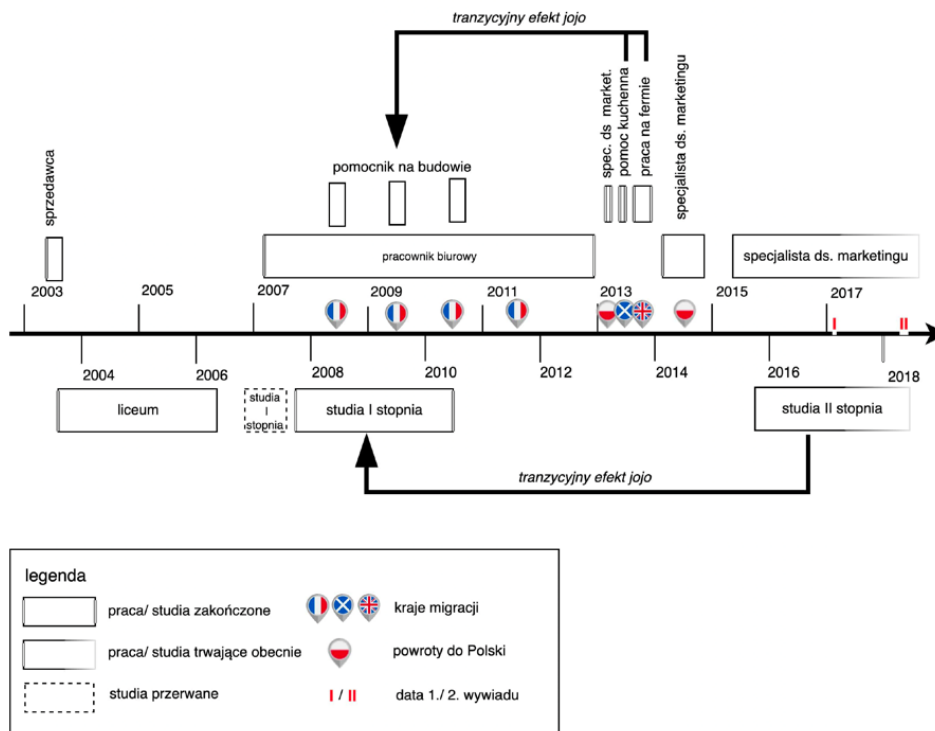 tranzycyjny efekt jojo
sprzedawca
pomocnik na budowie
spec. ds market.
pomoc kuchenna
praca na fermie
specjalista ds. marketingu
pracownik biurowy
specjalista ds. marketingu
2003
2005
2007
2009
2011
2013
2015
2017
I
II
2004
2006
2008
2010
2012
2014
2016
2018
liceum
studia
I
stopnia
studia I stopnia
studia II stopnia
tranzycyjny efekt jojo
legenda
praca/ studia zakończone
kraje migracji
praca/ studia trwające obecnie
powroty do Polski
studia przerwane
I / II
data 1./ 2. wywiadu